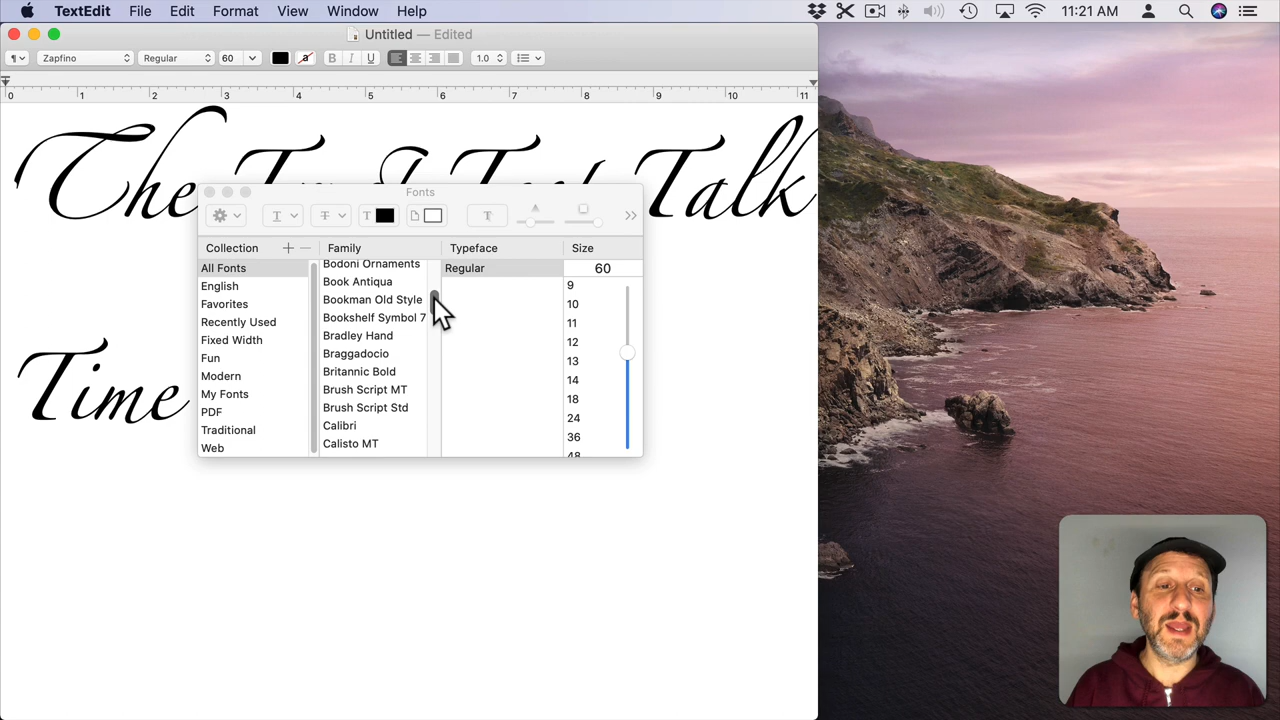 TextEdit File Edit Format View Window Help 11:21 AM
Untitled — Edited
¶ Zapfino Regular 60 a B I U 1.0
0 1 2 3 4 5 6 7 8 9 10 11
The Talk
Time
Fonts
T T T T
Collection + − Family Typeface Size
All Fonts
English
Favorites
Recently Used
Fixed Width
Fun
Modern
My Fonts
PDF
Traditional
Web
Bodoni Ornaments
Book Antiqua
Bookman Old Style
Bookshelf Symbol 7
Bradley Hand
Braggadocio
Britannic Bold
Brush Script MT
Brush Script Std
Calibri
Calisto MT
Regular
60
9
10
11
12
13
14
18
24
36
48